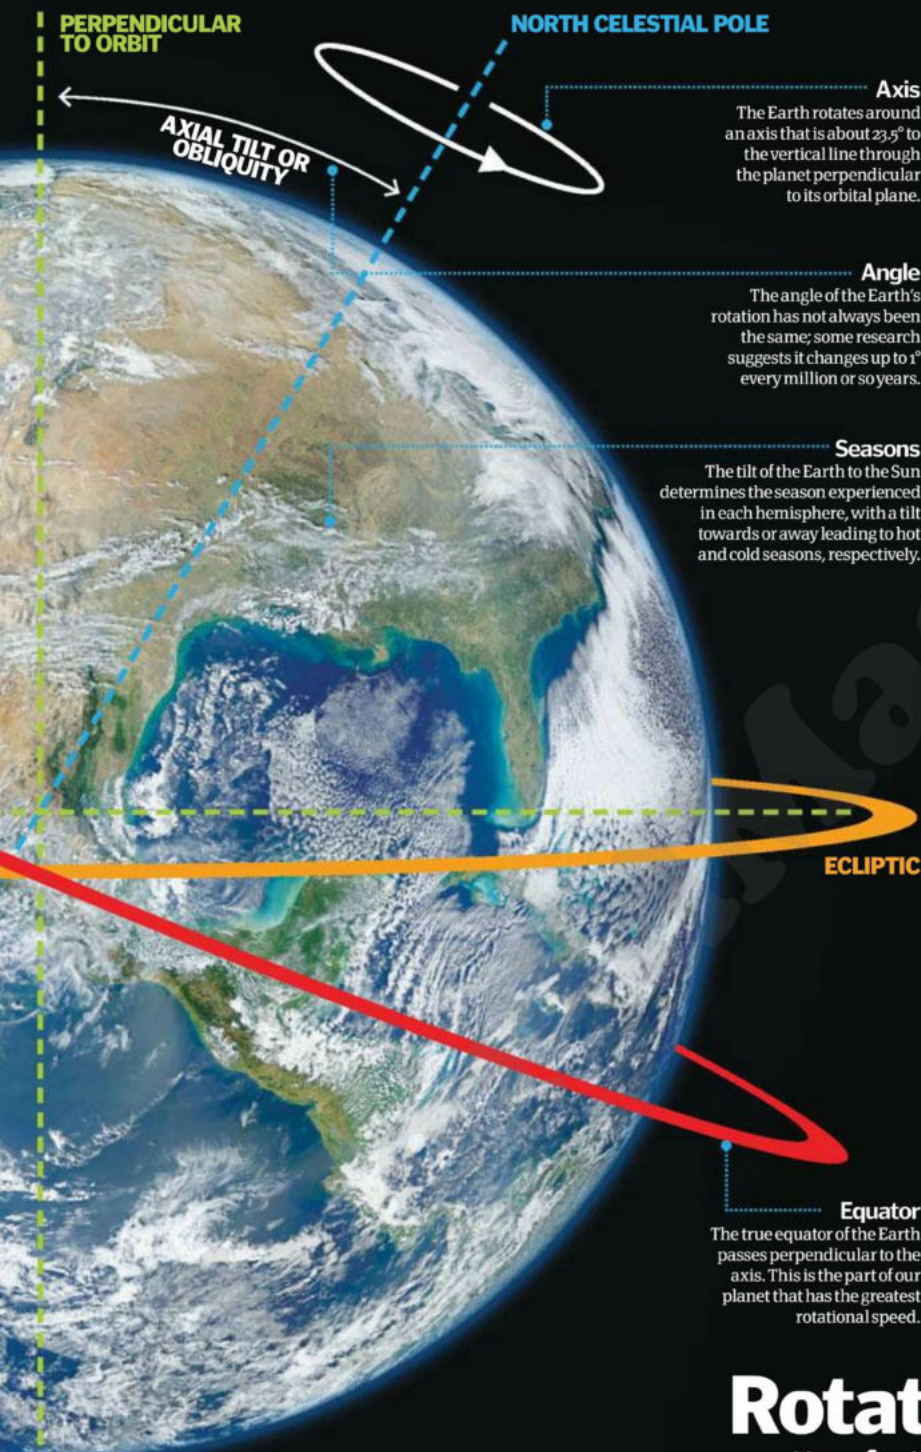 PERPENDICULAR
TO ORBIT
NORTH CELESTIAL POLE
AXIAL TILT OR
OBLIQUITY
Axis
The Earth rotates around
an axis that is about 23.5° to
the vertical line through
the planet perpendicular
to its orbital plane.
Angle
The angle of the Earth's
rotation has not always been
the same; some research
suggests it changes up to 1°
every million or so years.
Seasons
The tilt of the Earth to the Sun
determines the season experienced
in each hemisphere, with a tilt
towards or away leading to hot
and cold seasons, respectively.
ECLIPTIC
Equator
The true equator of the Earth
passes perpendicular to the
axis. This is the part of our
planet that has the greatest
rotational speed.
Rotat